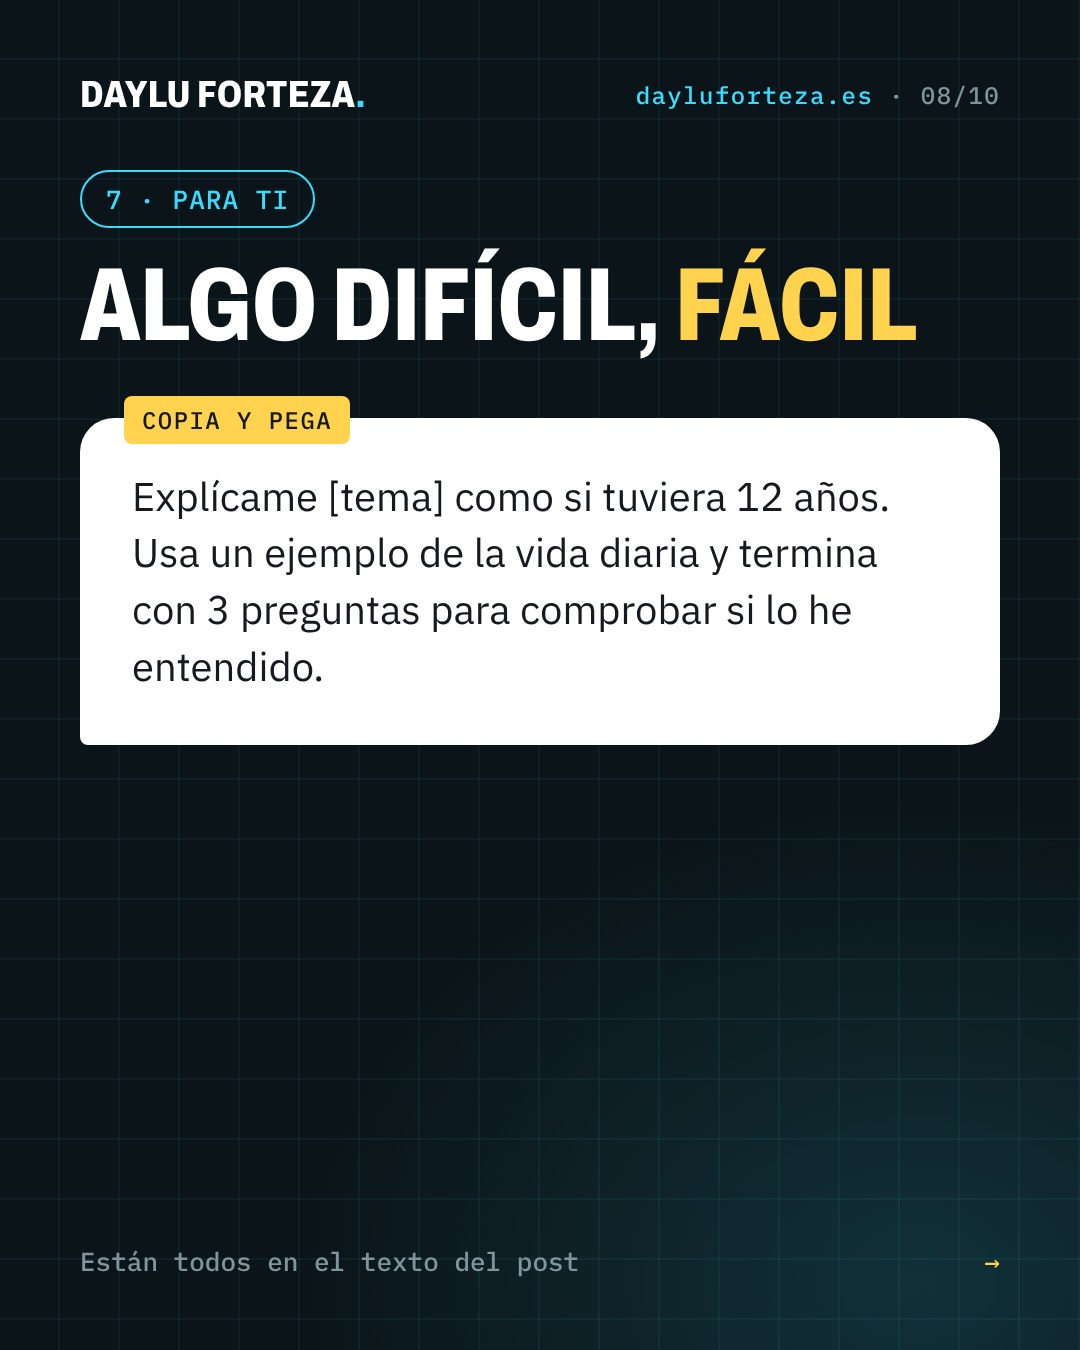 DAYLU FORTEZA.
dayluforteza.es · 08/10
7 · PARA TI
ALGO DIFÍCIL, FÁCIL
COPIA Y PEGA
Explícame [tema] como si tuviera 12 años.
Usa un ejemplo de la vida diaria y termina
con 3 preguntas para comprobar si lo he
entendido.
Están todos en el texto del post →